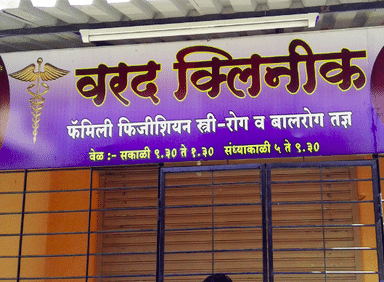 वरद क्लिनीक
फॅमिली फिजीशियन स्त्री-रोग व बालरोग तज्ञ
वेळ :- सकाळी ९.३० ते १.३० संध्याकाळी ५ ते ९.३०